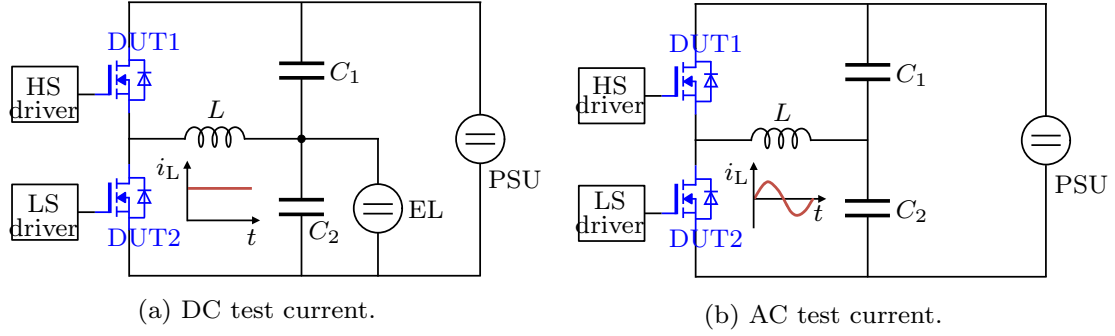 DUT1
HS
driver
C1
L
iL
t
PSU
LS
driver
C2
EL
DUT2
(a) DC test current.
DUT1
HS
driver
C1
L
iL
t
PSU
LS
driver
C2
DUT2
(b) AC test current.